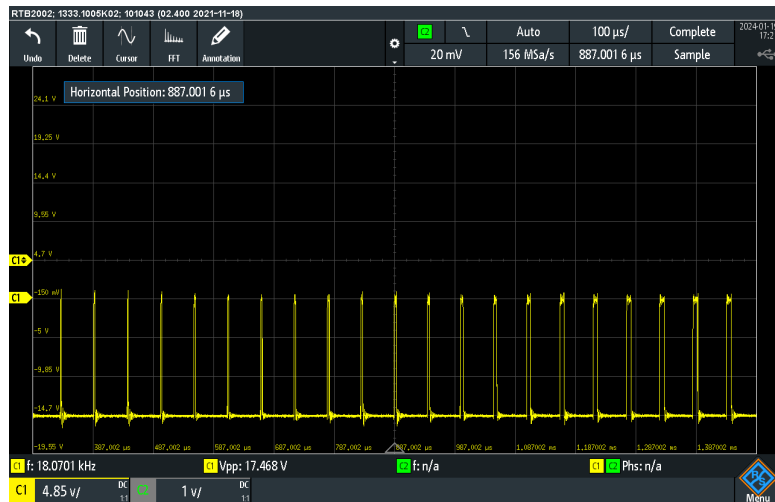 RTB2002; 1333.1005K02; 101043 (02.400 2021-11-18)
Undo Delete Cursor FFT Annotation
C2 Auto 100 µs/ Complete
20 mV 156 MSa/s 887.001 6 µs Sample
2024-01-1
17:2
Horizontal Position: 887.001 6 µs
24,1 V
19,25 V
14,4 V
9,55 V
4,7 V
C1
-150 mV
C1
-5 V
-9,85 V
-14,7 V
-19,55 V 387,002 µs 487,002 µs 587,002 µs 687,002 µs 787,002 µs 887,002 µs 987,002 µs 1,087002 ms 1,187002 ms 1,287002 ms 1,387002 ms
C1 f: 18.0701 kHz C1 Vpp: 17.468 V C2 f: n/a C1 C2 Phs: n/a
C1 4.85 V/ DC 1:1 C2 1 V/ DC 1:1
R&S
Menu